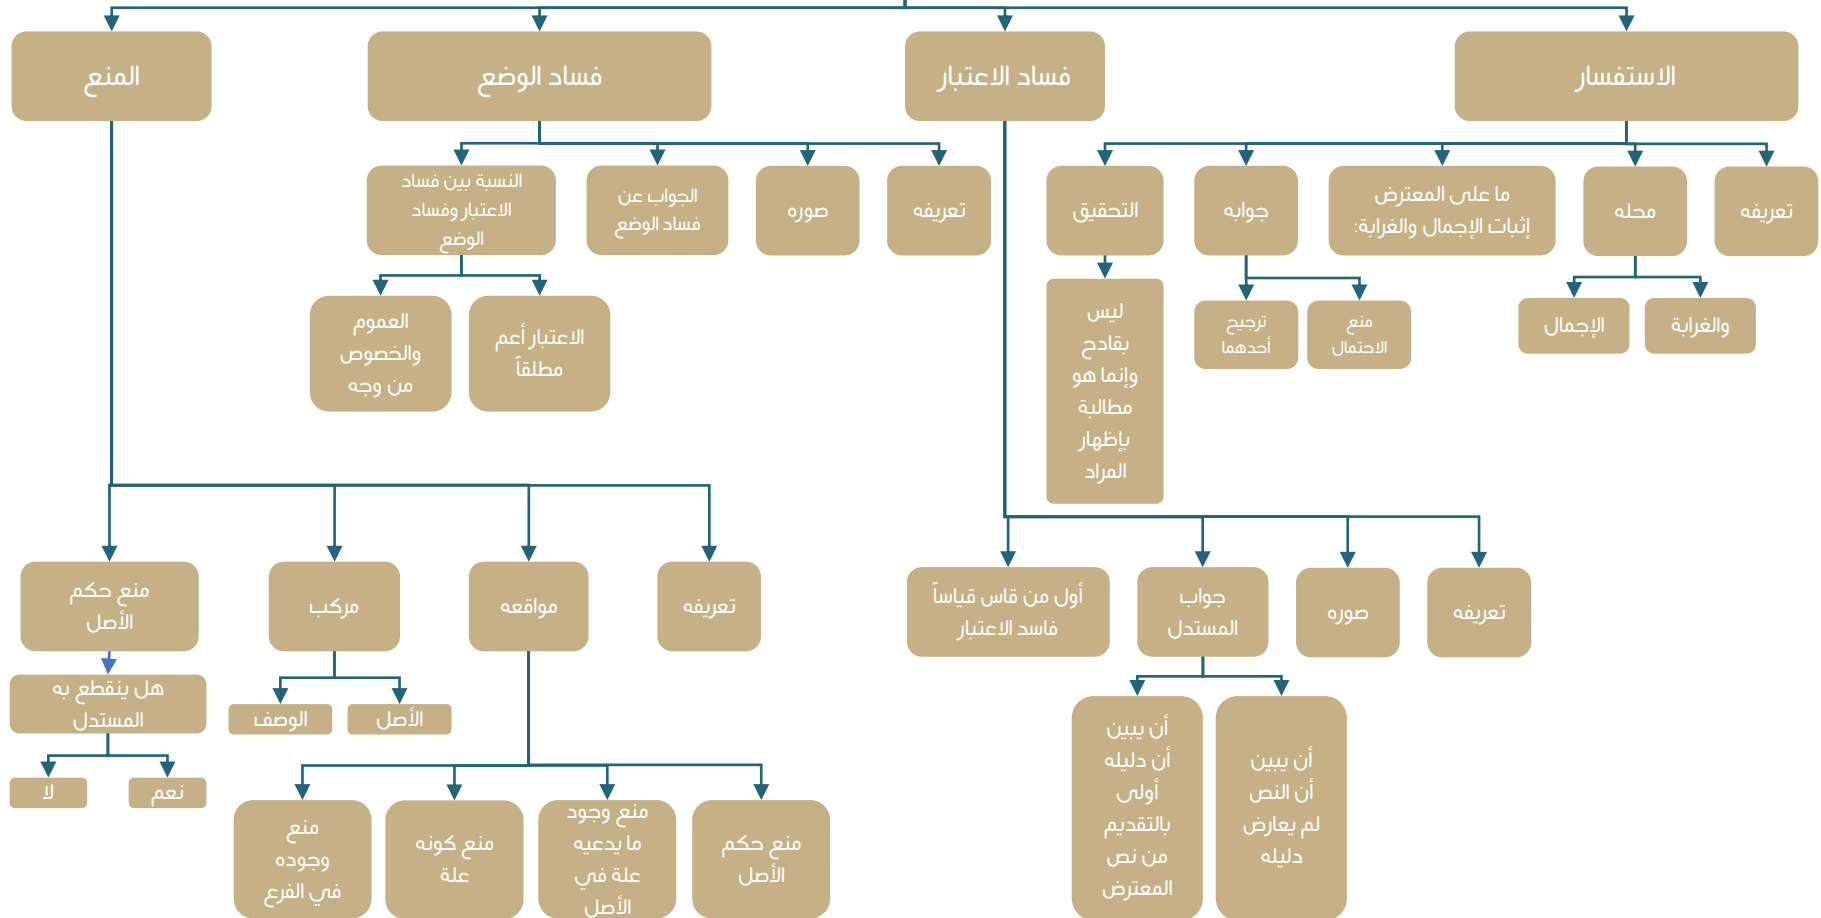 الاستفسار
فساد الاعتبار
فساد الوضع
المنع
تعريفه
محله
ما على المعترض
إثبات الإجمال والغرابة:
جوابه
التحقيق
والغرابة
الإجمال
منع
الاحتمال
ترجيح
أحدهما
ليس
بقادح
وإنما هو
مطالبة
بإظهار
المراد
تعريفه
صوره
الجواب عن
فساد الوضع
النسبة بين فساد
الاعتبار وفساد
الوضع
الاعتبار أعم
مطلقاً
العموم
والخصوص
من وجه
تعريفه
صوره
جواب
المستدل
أول من قاس قياساً
فاسد الاعتبار
أن يبين
أن النص
لم يعارض
دليله
أن يبين
أن دليله
أولى
بالتقديم
من نص
المعترض
تعريفه
مواقعه
مركب
منع حكم
الأصل
الأصل
الوصف
هل ينقطع به
المستدل
نعم
لا
منع حكم
الأصل
منع وجود
ما يدعيه
علة في
الأصل
منع كونه
علة
منع
وجوده
في الفرع